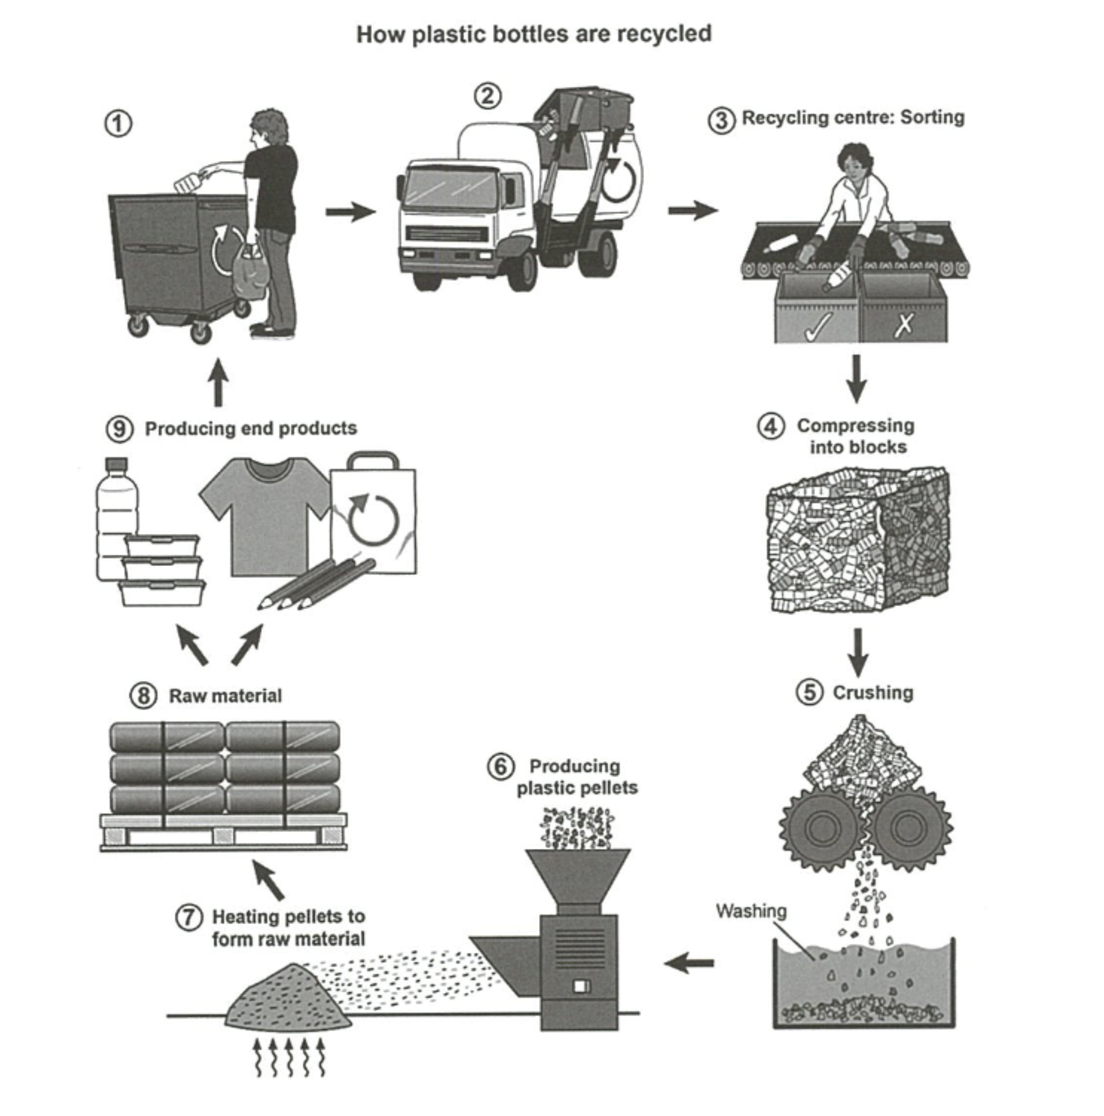 How plastic bottles are recycled
1
2
3 Recycling centre: Sorting
4 Compressing
into blocks
5 Crushing
Washing
6 Producing
plastic pellets
7 Heating pellets to
form raw material
8 Raw material
9 Producing end products